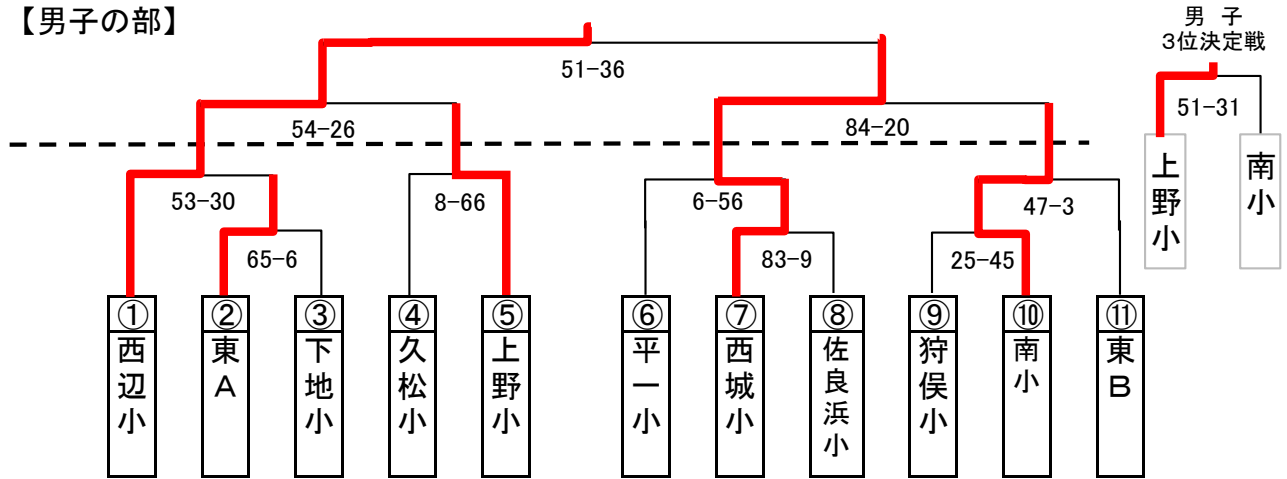 【男子の部】
男 子
3位決定戦
51-36
51-31
54-26
84-20
上野小
南小
53-30
8-66
6-56
47-3
65-6
83-9
25-45
①
②
③
④
⑤
⑥
⑦
⑧
⑨
⑩
⑪
西辺小
東A
下地小
久松小
上野小
平一小
西城小
佐良浜小
狩俣小
南小
東B